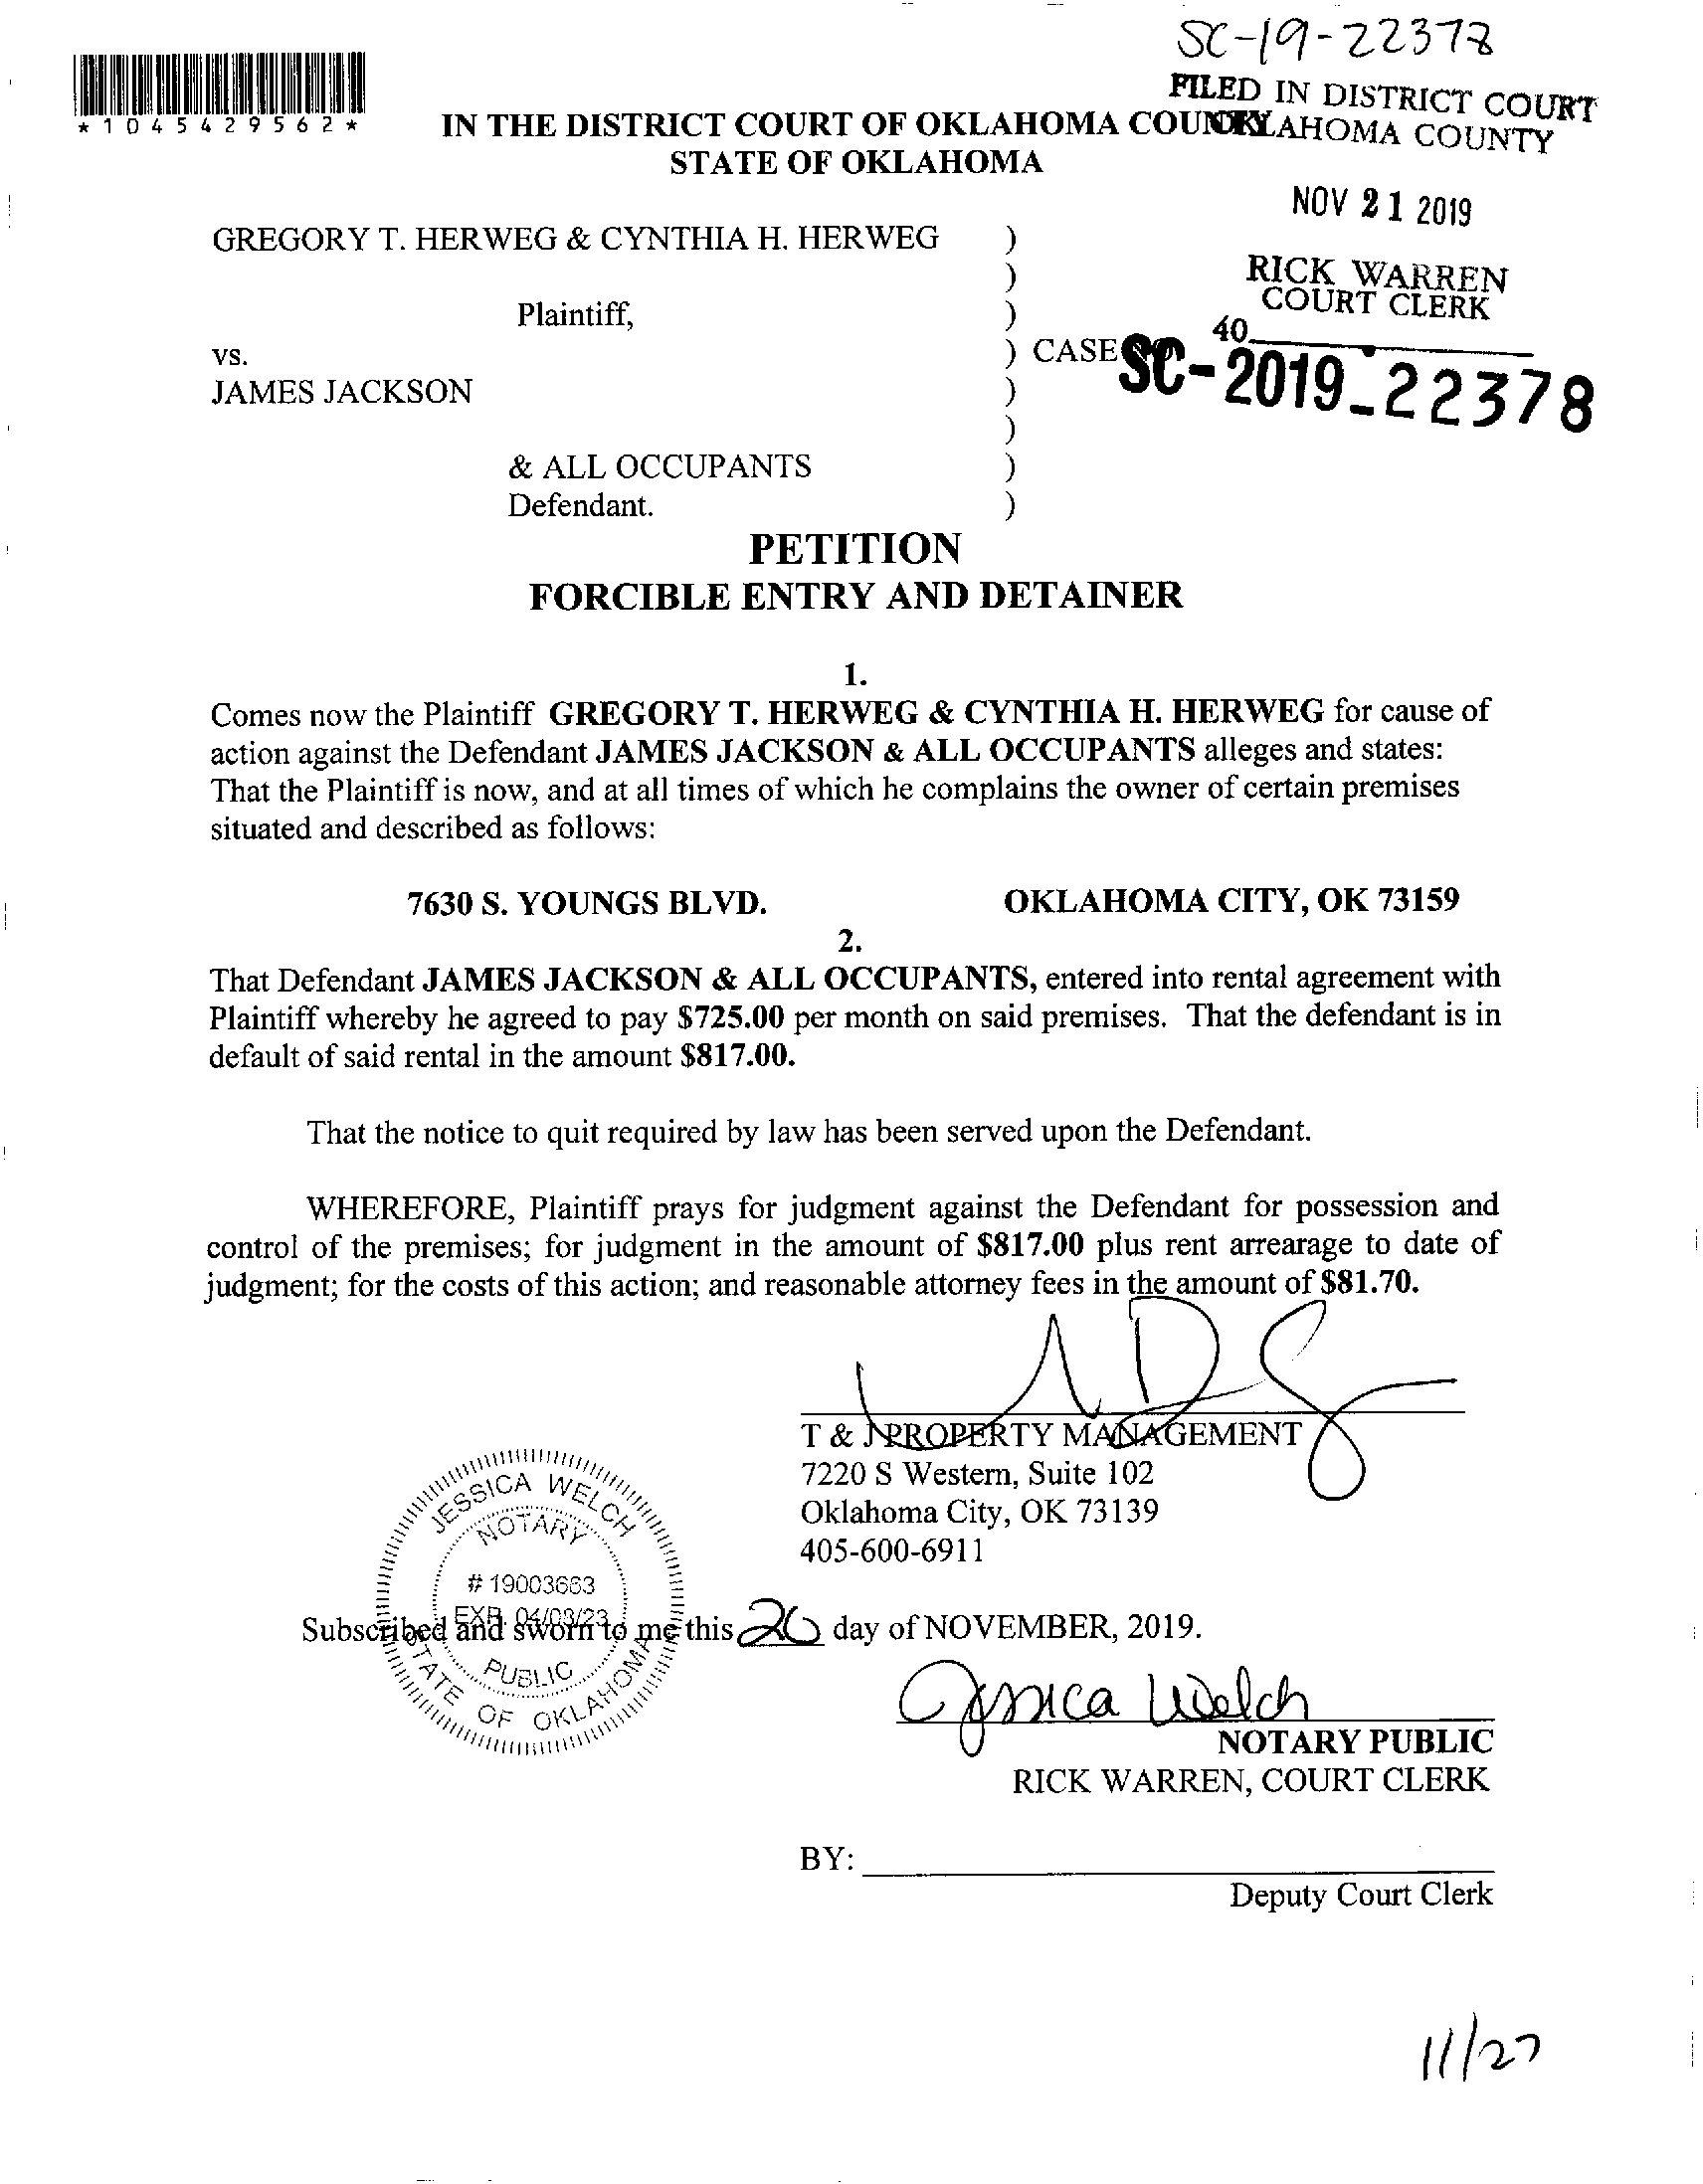 SC-19-22378
*1045429562*
FILED IN DISTRICT COURT
OKLAHOMA COUNTY
IN THE DISTRICT COURT OF OKLAHOMA COUNTY
STATE OF OKLAHOMA
NOV 21 2019
RICK WARREN
COURT CLERK
40
GREGORY T. HERWEG & CYNTHIA H. HERWEG )
)
Plaintiff, )
vs. ) CASE
SC-2019-22378
JAMES JACKSON )
)
& ALL OCCUPANTS )
Defendant. )
PETITION
FORCIBLE ENTRY AND DETAINER
1.
Comes now the Plaintiff GREGORY T. HERWEG & CYNTHIA H. HERWEG for cause of
action against the Defendant JAMES JACKSON & ALL OCCUPANTS alleges and states:
That the Plaintiff is now, and at all times of which he complains the owner of certain premises
situated and described as follows:
7630 S. YOUNGS BLVD. OKLAHOMA CITY, OK 73159
2.
That Defendant JAMES JACKSON & ALL OCCUPANTS, entered into rental agreement with
Plaintiff whereby he agreed to pay $725.00 per month on said premises. That the defendant is in
default of said rental in the amount $817.00.
That the notice to quit required by law has been served upon the Defendant.
WHEREFORE, Plaintiff prays for judgment against the Defendant for possession and
control of the premises; for judgment in the amount of $817.00 plus rent arrearage to date of
judgment; for the costs of this action; and reasonable attorney fees in the amount of $81.70.
T & J PROPERTY MANAGEMENT
7220 S Western, Suite 102
Oklahoma City, OK 73139
405-600-6911
JESSICA WELCH
NOTARY
# 19003663
EXP. 04/03/23
PUBLIC
STATE OF OKLAHOMA
Subscribed and sworn to me this 20 day of NOVEMBER, 2019.
Jessica Welch
NOTARY PUBLIC
RICK WARREN, COURT CLERK
BY:
Deputy Court Clerk
11/27